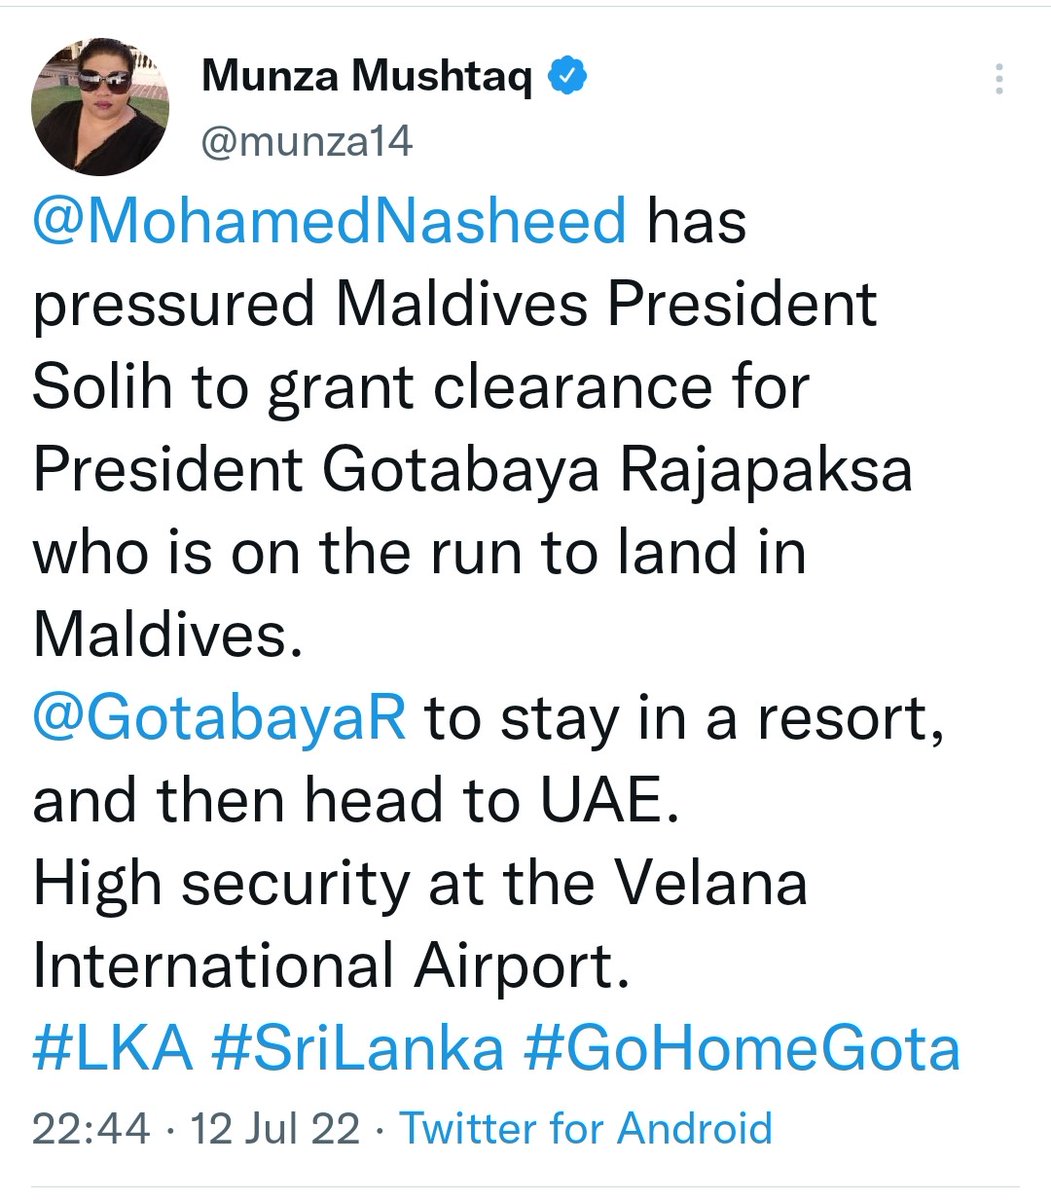 Munza Mushtaq
@munza14
@MohamedNasheed has
pressured Maldives President
Solih to grant clearance for
President Gotabaya Rajapaksa
who is on the run to land in
Maldives.
@GotabayaR to stay in a resort,
and then head to UAE.
High security at the Velana
International Airport.
#LKA #SriLanka #GoHomeGota
22:44 · 12 Jul 22 · Twitter for Android